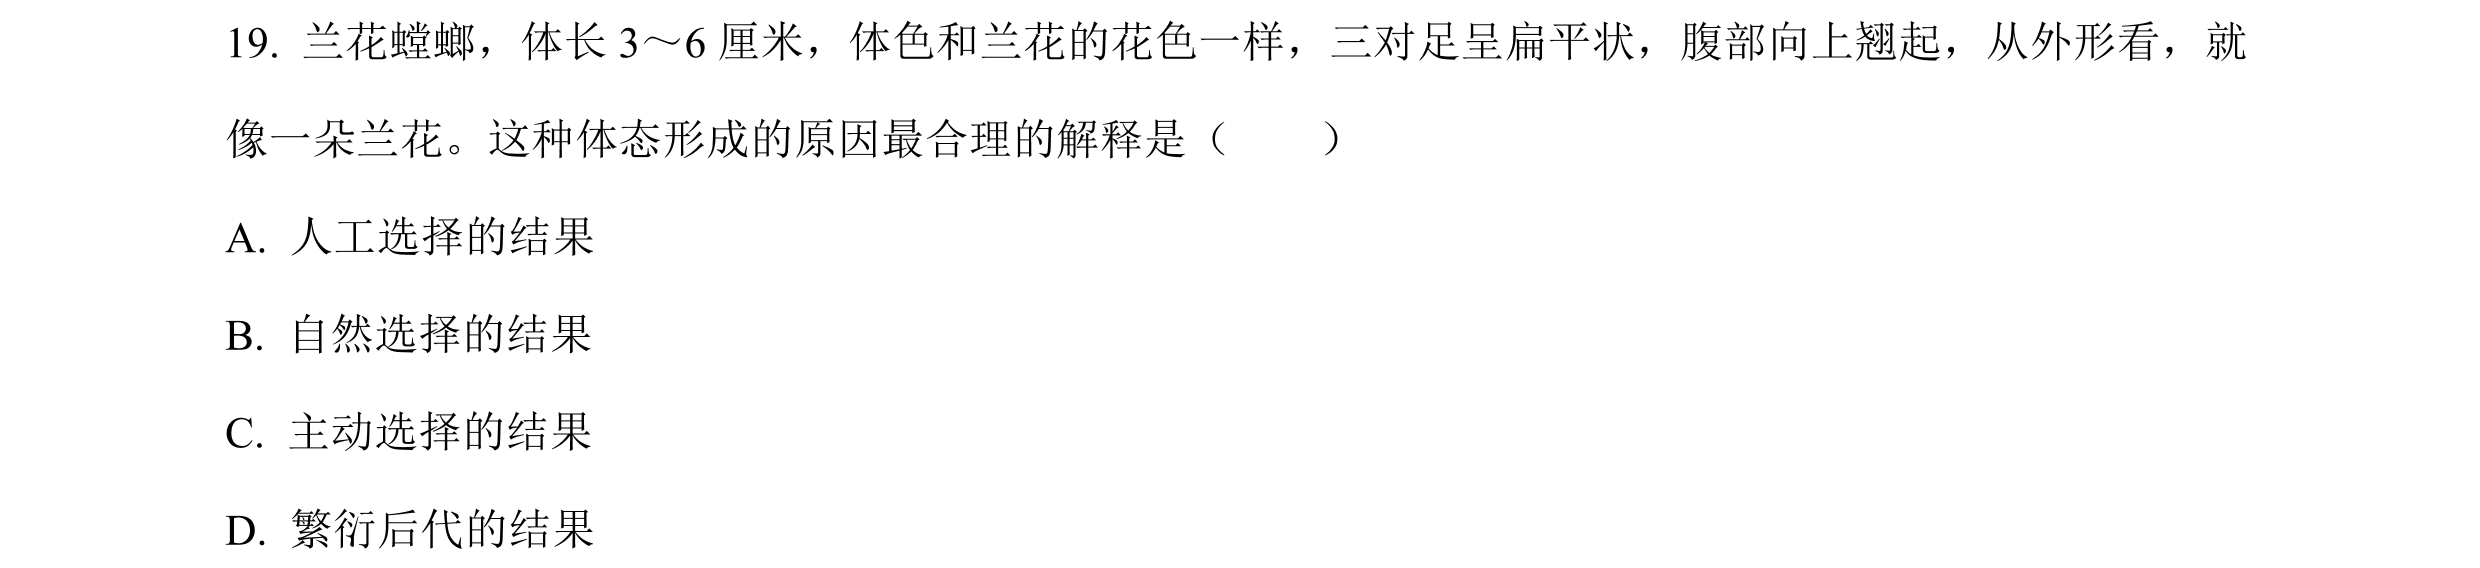 19. 兰花螳螂，体长 3～6 厘米，体色和兰花的花色一样，三对足呈扁平状，腹部向上翘起，从外形看，就
像一朵兰花。这种体态形成的原因最合理的解释是（　　）
A. 人工选择的结果
B. 自然选择的结果
C. 主动选择的结果
D. 繁衍后代的结果